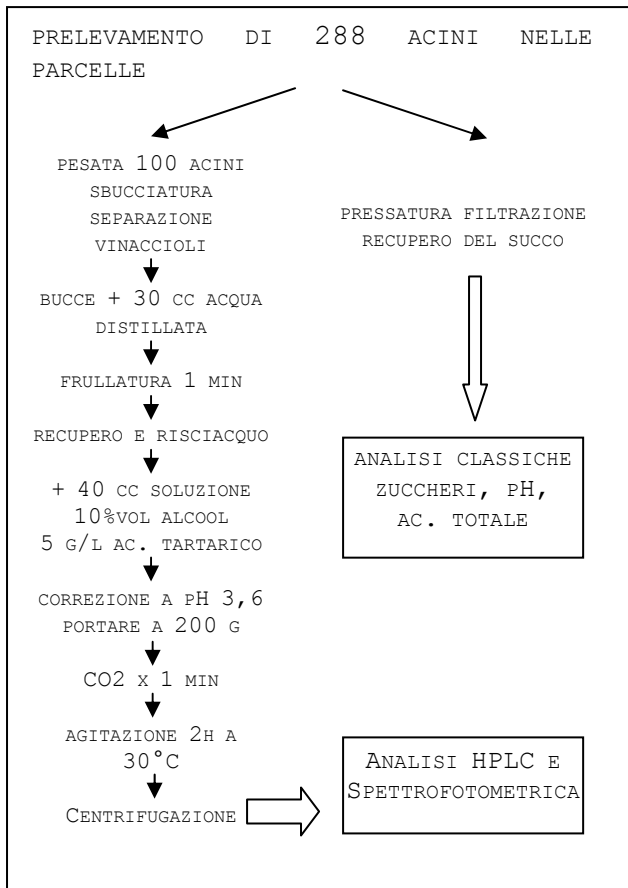 PRELEVAMENTO DI 288 ACINI NELLE
PARCELLE
PESATA 100 ACINI
SBUCCIATURA
SEPARAZIONE
VINACCIOLI
BUCCE + 30 CC ACQUA
DISTILLATA
FRULLATURA 1 MIN
RECUPERO E RISCIACQUO
+ 40 CC SOLUZIONE
10%VOL ALCOOL
5 G/L AC. TARTARICO
CORREZIONE A PH 3,6
PORTARE A 200 G
CO2 X 1 MIN
AGITAZIONE 2H A
30°C
CENTRIFUGAZIONE
PRESSATURA FILTRAZIONE
RECUPERO DEL SUCCO
ANALISI CLASSICHE
ZUCCHERI, PH,
AC. TOTALE
ANALISI HPLC E
SPETTROFOTOMETRICA